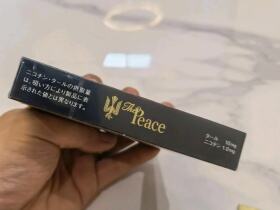 ニコチン・タールの摂取量
は、吸い方により製品に表
示された値とは異なります。
The
Peace
タール 10mg
ニコチン 1.0mg